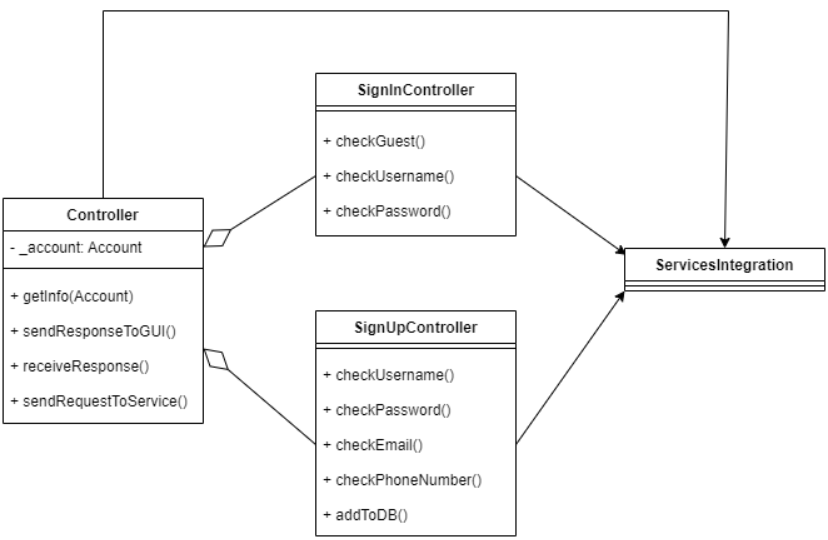 SignInController
+ checkGuest()
+ checkUsername()
+ checkPassword()
Controller
- _account: Account
+ getInfo(Account)
+ sendResponseToGUI()
+ receiveResponse()
+ sendRequestToService()
ServicesIntegration
SignUpController
+ checkUsername()
+ checkPassword()
+ checkEmail()
+ checkPhoneNumber()
+ addToDB()